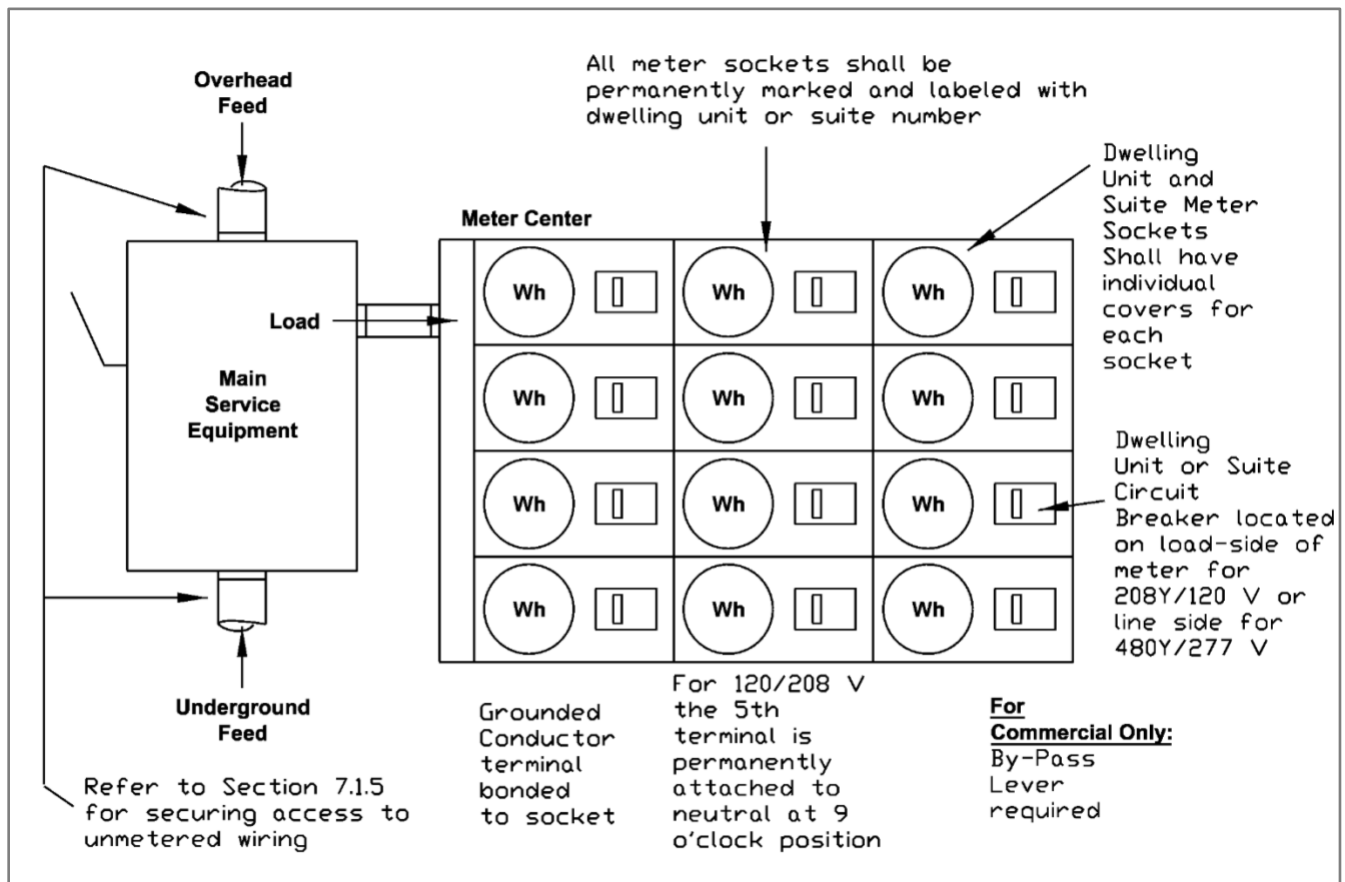 Overhead
Feed
All meter sockets shall be
permanently marked and labeled with
dwelling unit or suite number
Dwelling
Unit and
Suite Meter
Sockets
Shall have
individual
covers for
each
socket
Meter Center
Load
Main
Service
Equipment
Wh
Wh
Wh
Wh
Wh
Wh
Wh
Wh
Wh
Wh
Wh
Wh
Dwelling
Unit or Suite
Circuit
Breaker located
on load-side of
meter for
208Y/120 V or
line side for
480Y/277 V
Underground
Feed
Refer to Section 7.1.5
for securing access to
unmetered wiring
Grounded
Conductor
terminal
bonded
to socket
For 120/208 V
the 5th
terminal is
permanently
attached to
neutral at 9
o'clock position
For
Commercial Only:
By-Pass
Lever
required